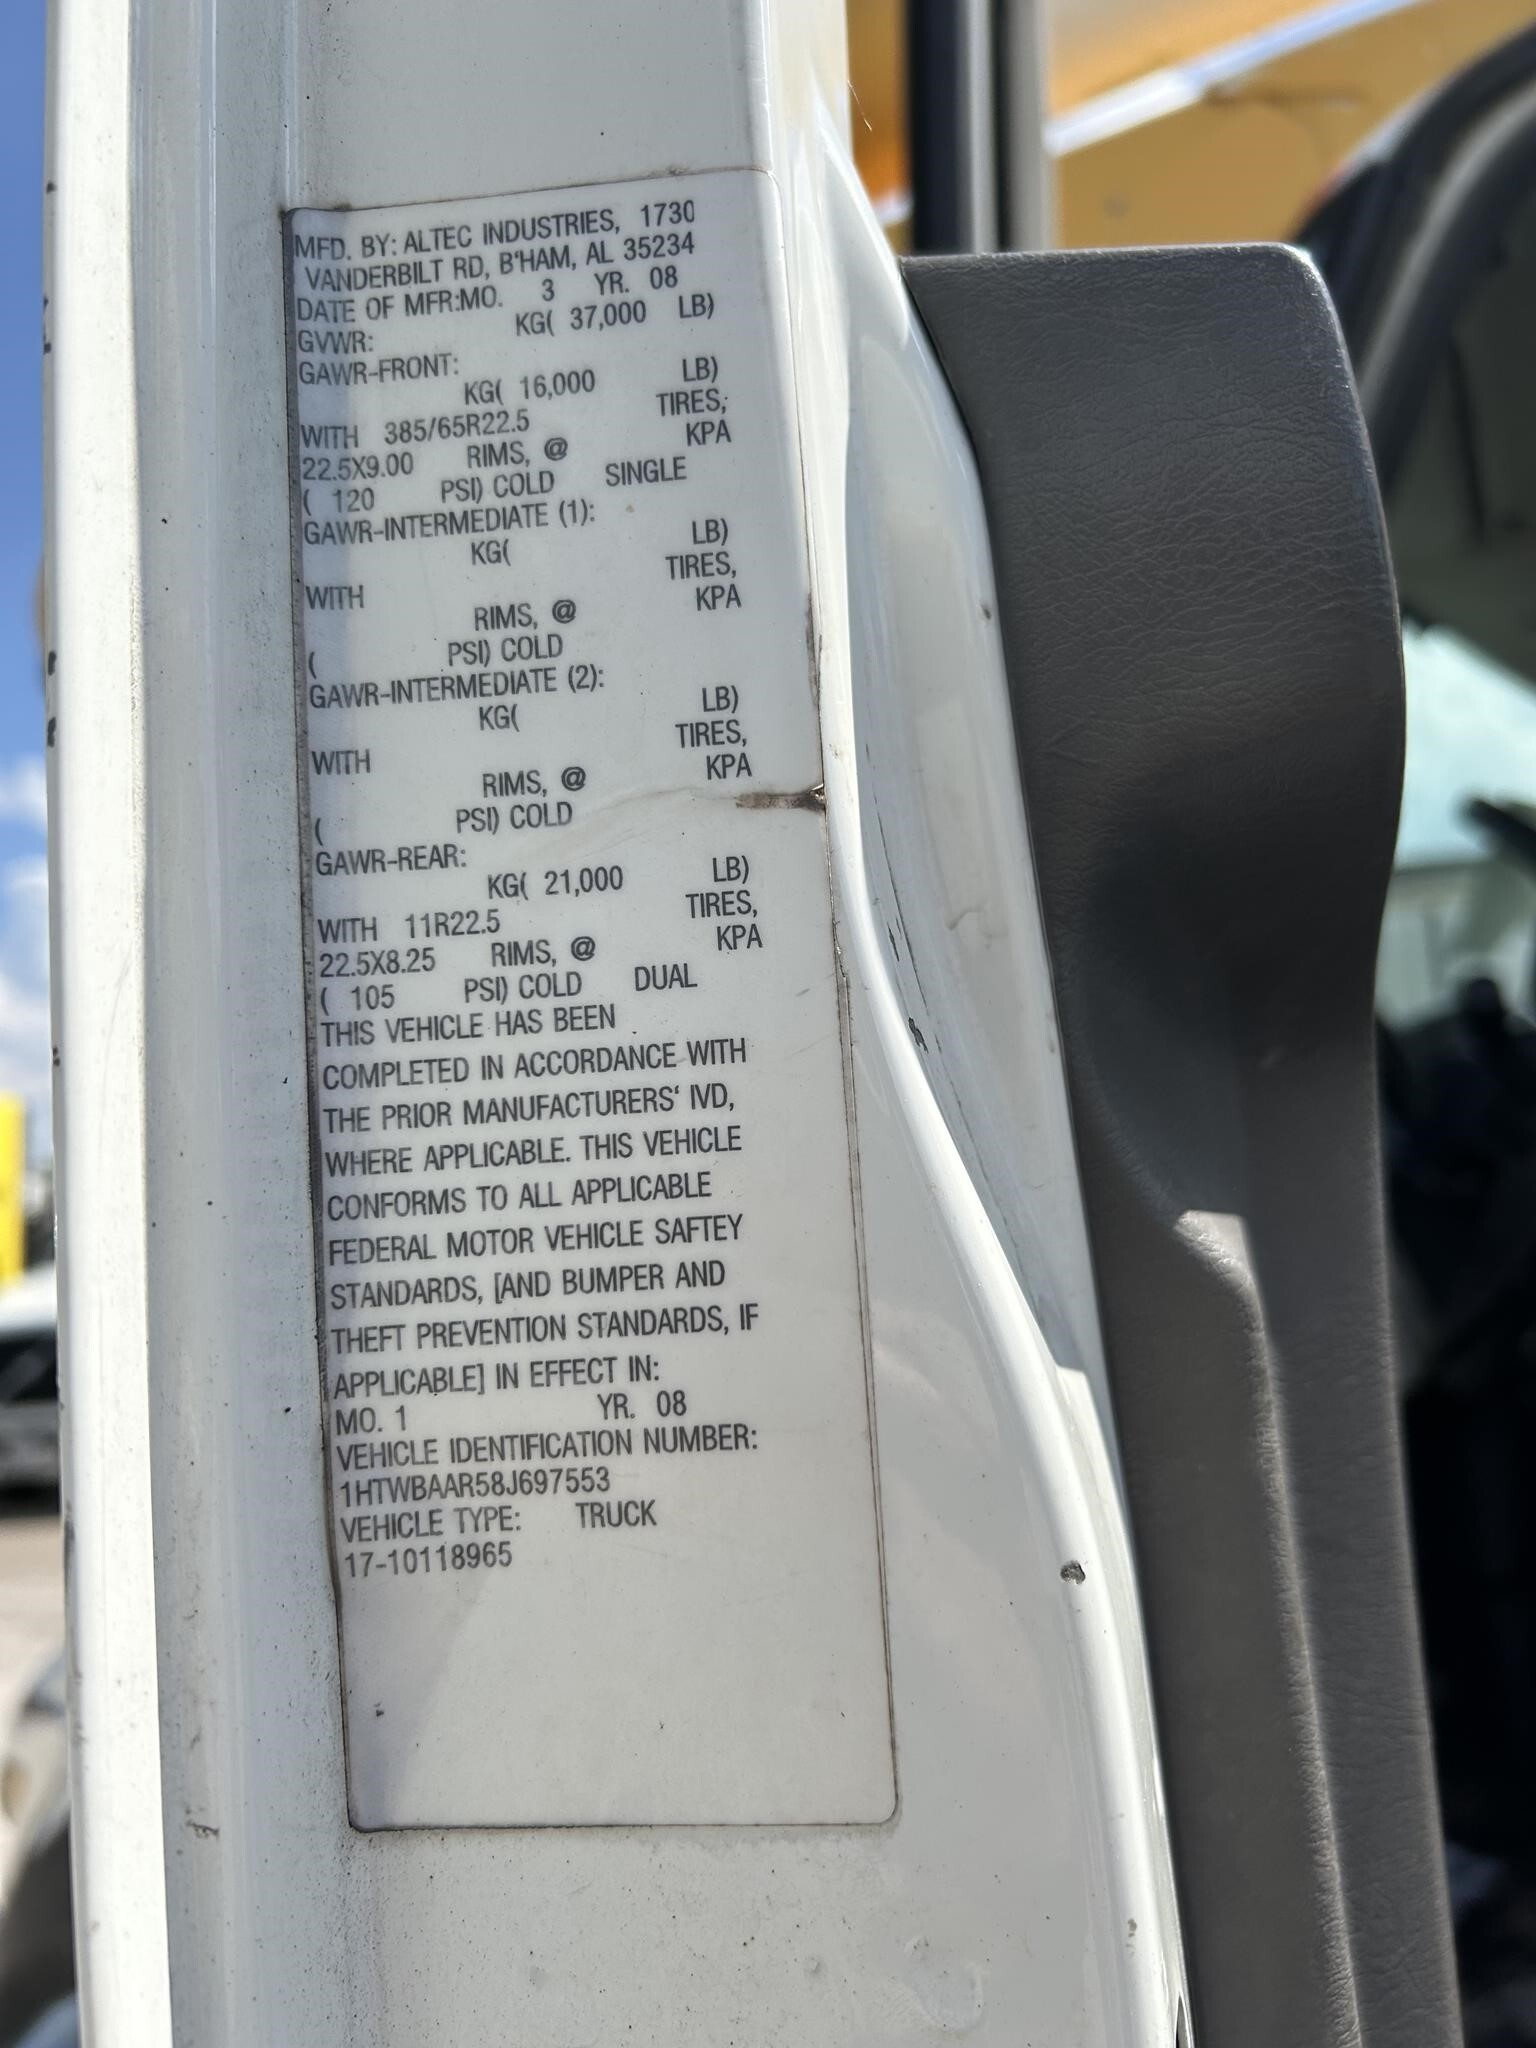 MFD. BY: ALTEC INDUSTRIES, 1730
VANDERBILT RD, B'HAM, AL 35234
DATE OF MFR:MO. 3 YR. 08
GVWR: KG( 37,000 LB)
GAWR-FRONT:
KG( 16,000 LB)
WITH 385/65R22.5 TIRES,
22.5X9.00 RIMS, @ KPA
( 120 PSI) COLD SINGLE
GAWR-INTERMEDIATE (1):
KG( LB)
WITH TIRES,
RIMS, @ KPA
( PSI) COLD
GAWR-INTERMEDIATE (2):
KG( LB)
WITH TIRES,
RIMS, @ KPA
( PSI) COLD
GAWR-REAR:
KG( 21,000 LB)
WITH 11R22.5 TIRES,
22.5X8.25 RIMS, @ KPA
( 105 PSI) COLD DUAL
THIS VEHICLE HAS BEEN
COMPLETED IN ACCORDANCE WITH
THE PRIOR MANUFACTURERS' IVD,
WHERE APPLICABLE. THIS VEHICLE
CONFORMS TO ALL APPLICABLE
FEDERAL MOTOR VEHICLE SAFTEY
STANDARDS, [AND BUMPER AND
THEFT PREVENTION STANDARDS, IF
APPLICABLE] IN EFFECT IN:
MO. 1 YR. 08
VEHICLE IDENTIFICATION NUMBER:
1HTWBAAR58J697553
VEHICLE TYPE: TRUCK
17-10118965